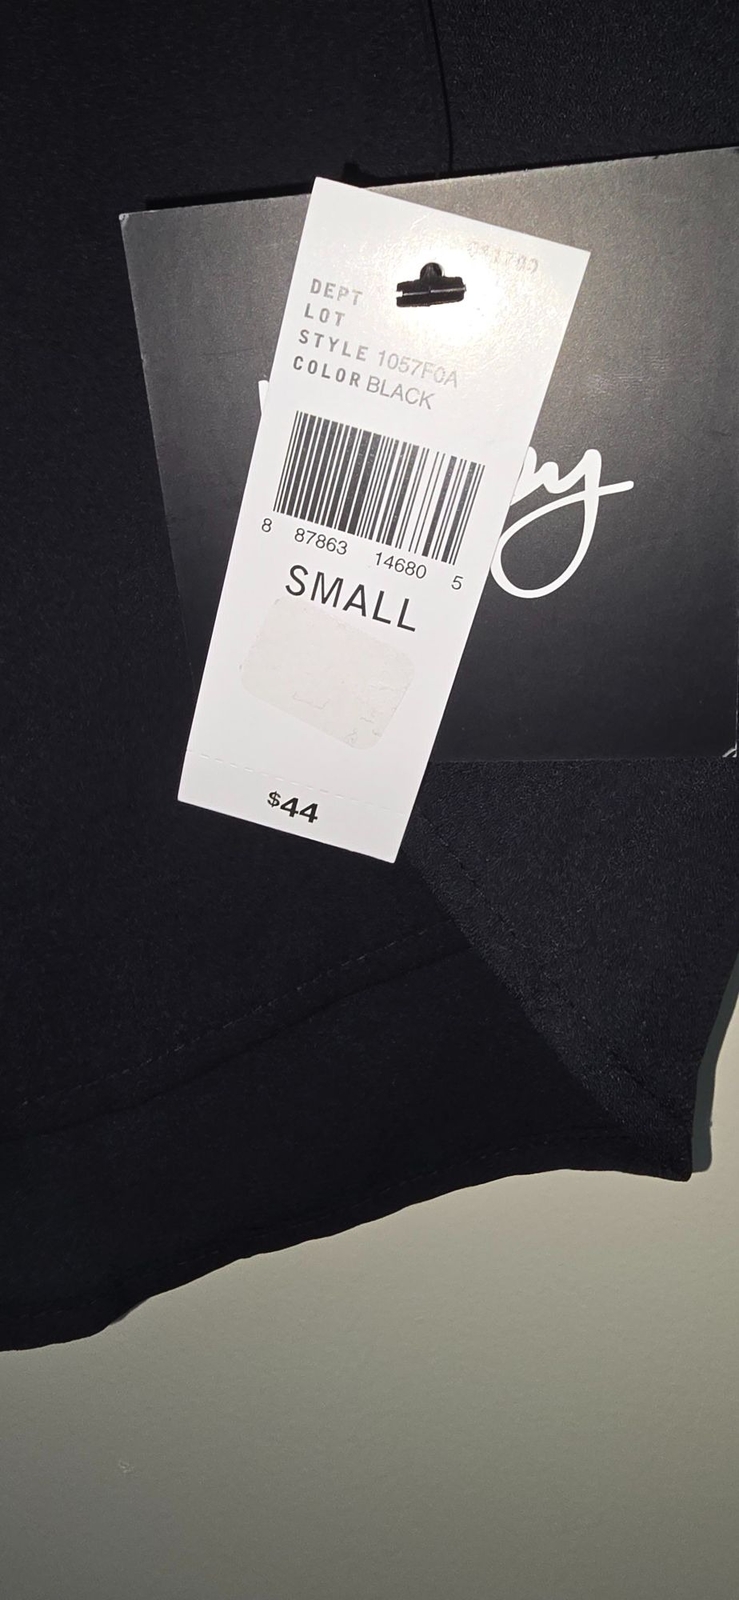 DEPT
LOT
STYLE 1057F0A
COLOR BLACK
8 87863 14680 5
SMALL
$44